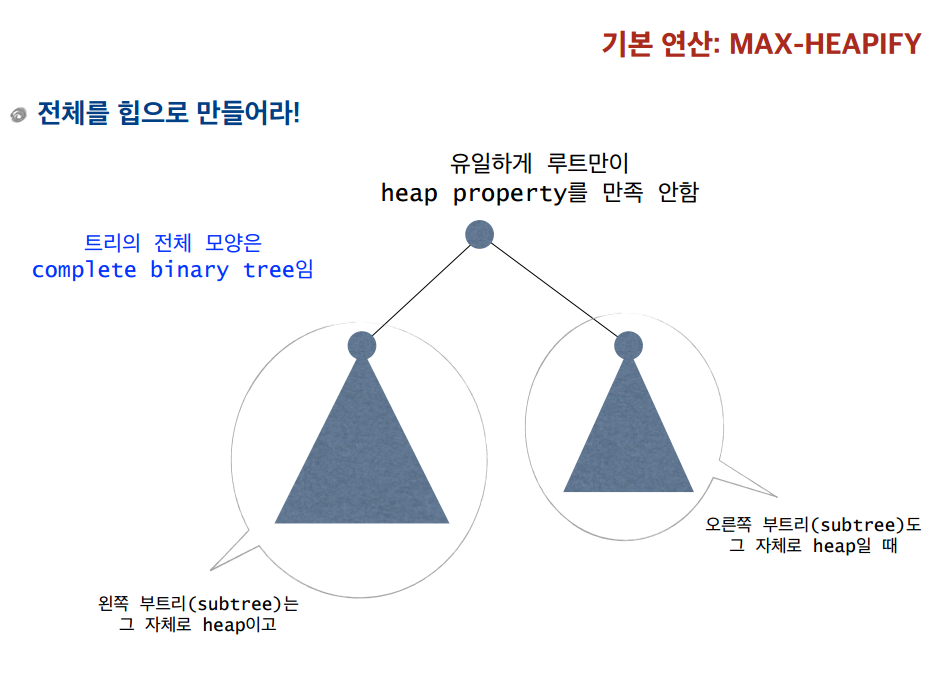 기본 연산: MAX-HEAPIFY
전체를 힙으로 만들어라!
유일하게 루트만이
heap property를 만족 안함
트리의 전체 모양은
complete binary tree임
오른쪽 부트리(subtree)도
그 자체로 heap일 때
왼쪽 부트리(subtree)는
그 자체로 heap이고